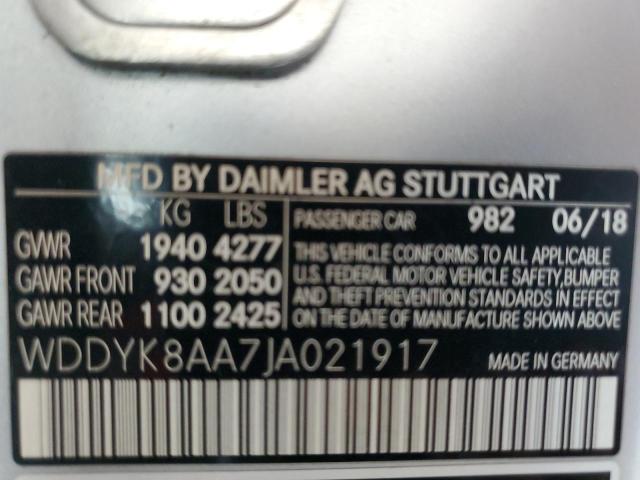 MFD BY DAIMLER AG STUTTGART
KG LBS
GVWR 1940 4277
GAWR FRONT 930 2050
GAWR REAR 1100 2425
PASSENGER CAR 982 06/18
THIS VEHICLE CONFORMS TO ALL APPLICABLE
U.S. FEDERAL MOTOR VEHICLE SAFETY,BUMPER
AND THEFT PREVENTION STANDARDS IN EFFECT
ON THE DATE OF MANUFACTURE SHOWN ABOVE
WDDYK8AA7JA021917 MADE IN GERMANY